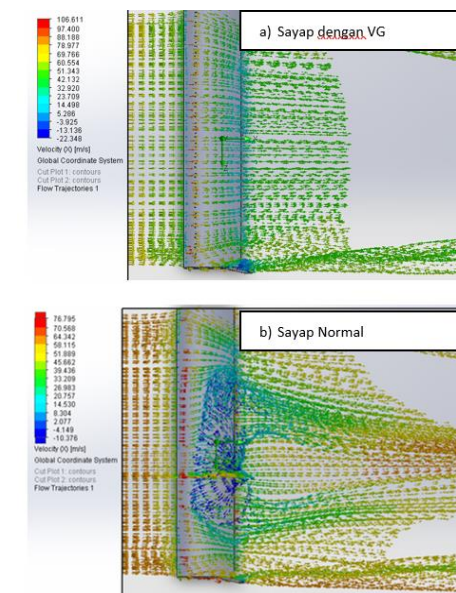 106.611
97.400
88.188
78.977
69.766
60.554
51.343
42.132
32.920
23.709
14.498
5.286
-3.925
-13.136
-22.348
Velocity (X) [m/s]
Global Coordinate System
Cut Plot 1: contours
Cut Plot 2: contours
Flow Trajectories 1
a) Sayap dengan VG
76.795
70.568
64.342
58.115
51.889
45.662
39.436
33.209
26.983
20.757
14.530
8.304
2.077
-4.149
-10.376
Velocity (X) [m/s]
Global Coordinate System
Cut Plot 1: contours
Cut Plot 2: contours
Flow Trajectories 1
b) Sayap Normal